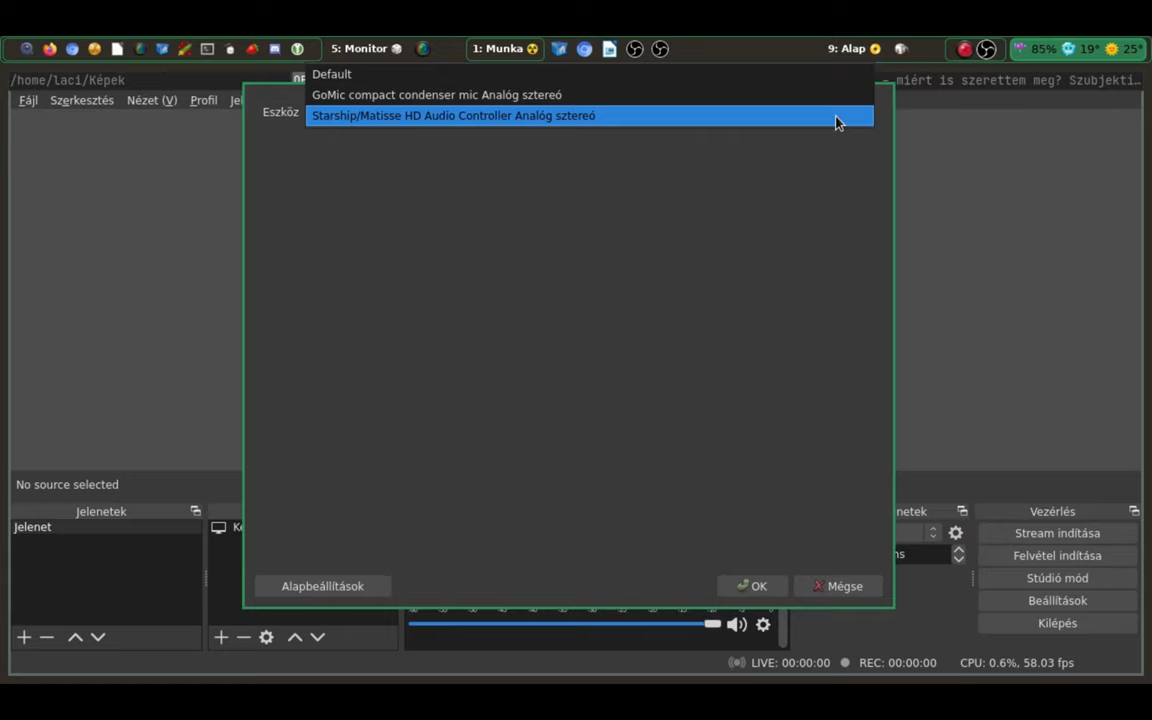 5: Monitor
1: Munka
9: Alap
85% 19° 25°
/home/laci/Képek
– miért is szerettem meg? Szubjekti…
Fájl Szerkesztés Nézet (V) Profil
Default
GoMic compact condenser mic Analóg sztereó
Eszköz
Starship/Matisse HD Audio Controller Analóg sztereó
No source selected
Jelenetek
Vezérlés
Jelenet
Stream indítása
Felvétel indítása
Stúdió mód
Beállítások
Kilépés
Alapbeállítások
OK
Mégse
LIVE: 00:00:00
REC: 00:00:00
CPU: 0.6%, 58.03 fps